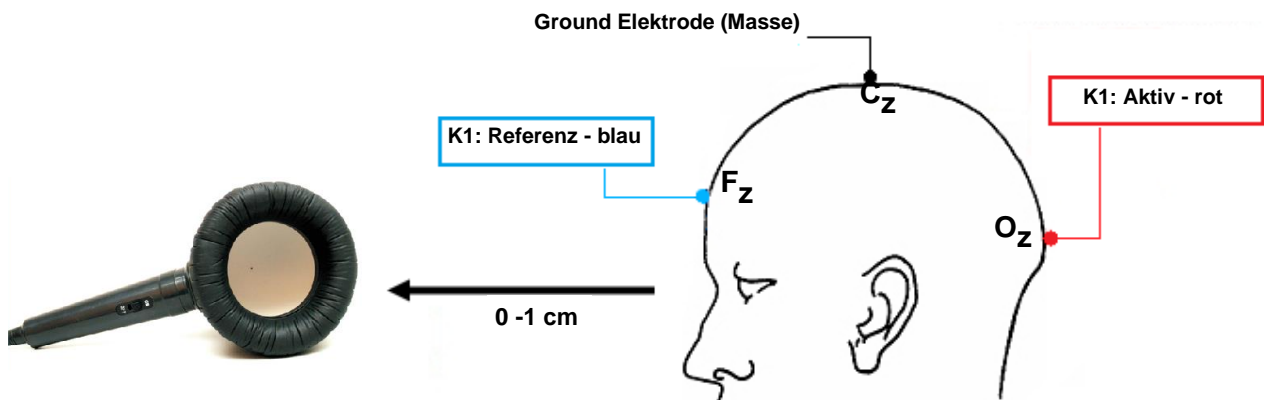 Ground Elektrode (Masse)
Cz
K1: Aktiv - rot
K1: Referenz - blau
Fz
Oz
0 -1 cm